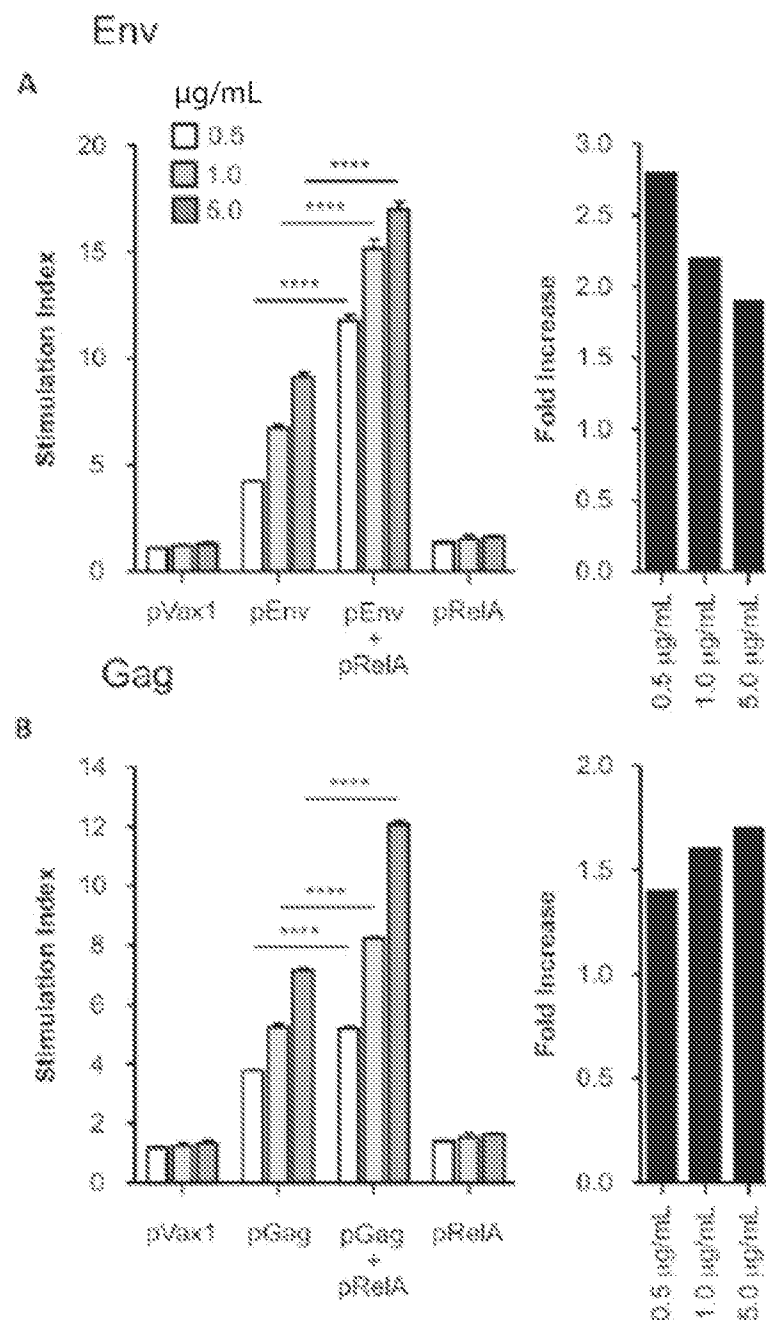 Env
A
µg/mL
0.5
1.0
5.0
20
15
10
5
0
Stimulation Index
****
****
****
pVax1
pEnv
pEnv
+
pRelA
pRelA
3.0
2.5
2.0
1.5
1.0
0.5
0.0
Fold increase
0.5 µg/mL
1.0 µg/mL
5.0 µg/mL
Gag
B
14
12
10
8
6
4
2
0
Stimulation Index
****
****
****
pVax1
pGag
pGag
+
pRelA
pRelA
2.0
1.5
1.0
0.5
0.0
Fold increase
0.5 µg/mL
1.0 µg/mL
5.0 µg/mL